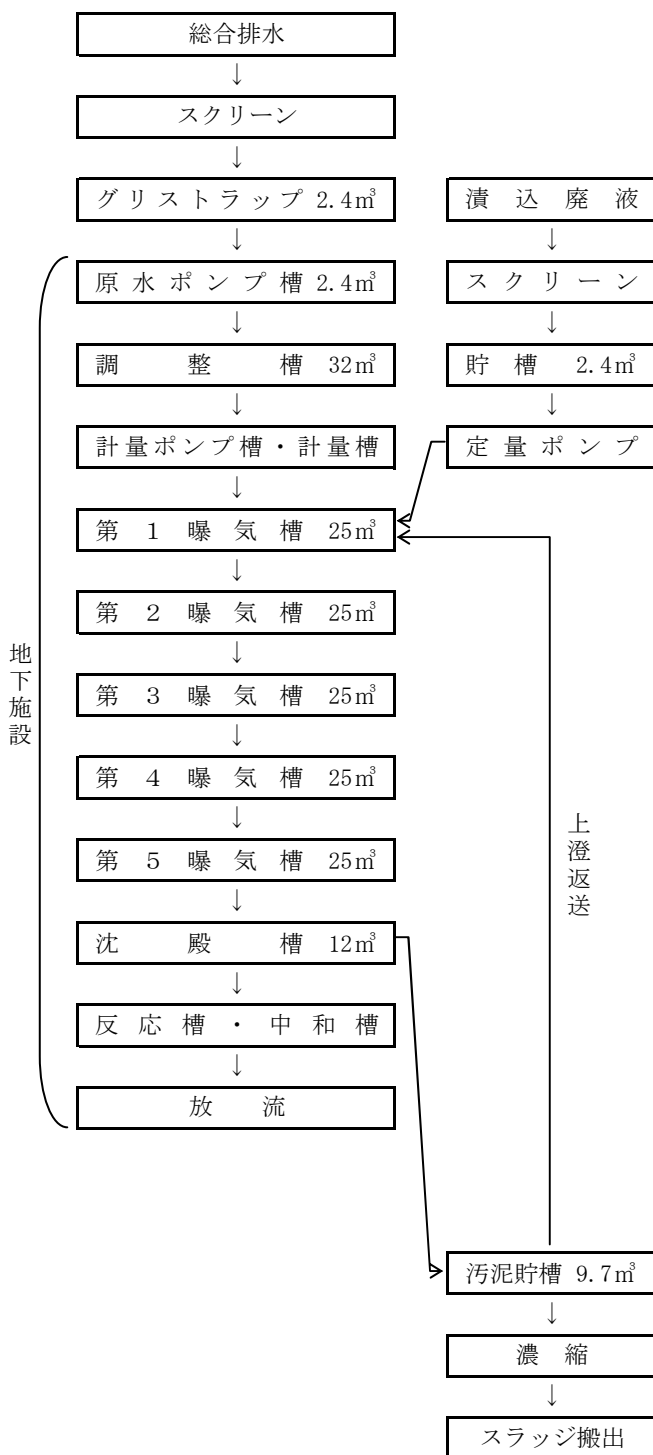 総合排水
↓
スクリーン
↓
グリストラップ 2.4㎥
↓
原水ポンプ槽 2.4㎥
↓
調整槽 32㎥
↓
計量ポンプ槽・計量槽
↓
第1曝気槽 25㎥
↓
第2曝気槽 25㎥
↓
第3曝気槽 25㎥
↓
第4曝気槽 25㎥
↓
第5曝気槽 25㎥
↓
沈殿槽 12㎥
↓
反応槽・中和槽
↓
放流
地下施設
漬込廃液
↓
スクリーン
↓
貯槽 2.4㎥
↓
定量ポンプ
上澄返送
汚泥貯槽 9.7㎥
↓
濃縮
↓
スラッジ搬出